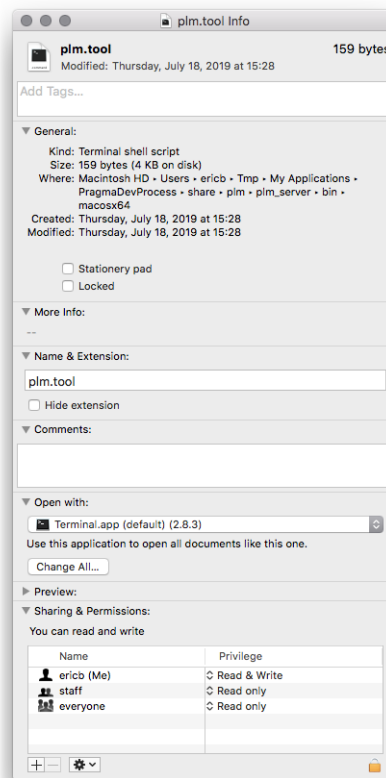 plm.tool Info
plm.tool
159 bytes
Modified: Thursday, July 18, 2019 at 15:28
Add Tags...
General:
Kind: Terminal shell script
Size: 159 bytes (4 KB on disk)
Where: Macintosh HD ▸ Users ▸ ericb ▸ Tmp ▸ My Applications ▸
PragmaDevProcess ▸ share ▸ plm ▸ plm_server ▸ bin ▸
macosx64
Created: Thursday, July 18, 2019 at 15:28
Modified: Thursday, July 18, 2019 at 15:28
Stationery pad
Locked
More Info:
--
Name & Extension:
plm.tool
Hide extension
Comments:
Open with:
Terminal.app (default) (2.8.3)
Use this application to open all documents like this one.
Change All...
Preview:
Sharing & Permissions:
You can read and write
Name Privilege
ericb (Me) Read & Write
staff Read only
everyone Read only